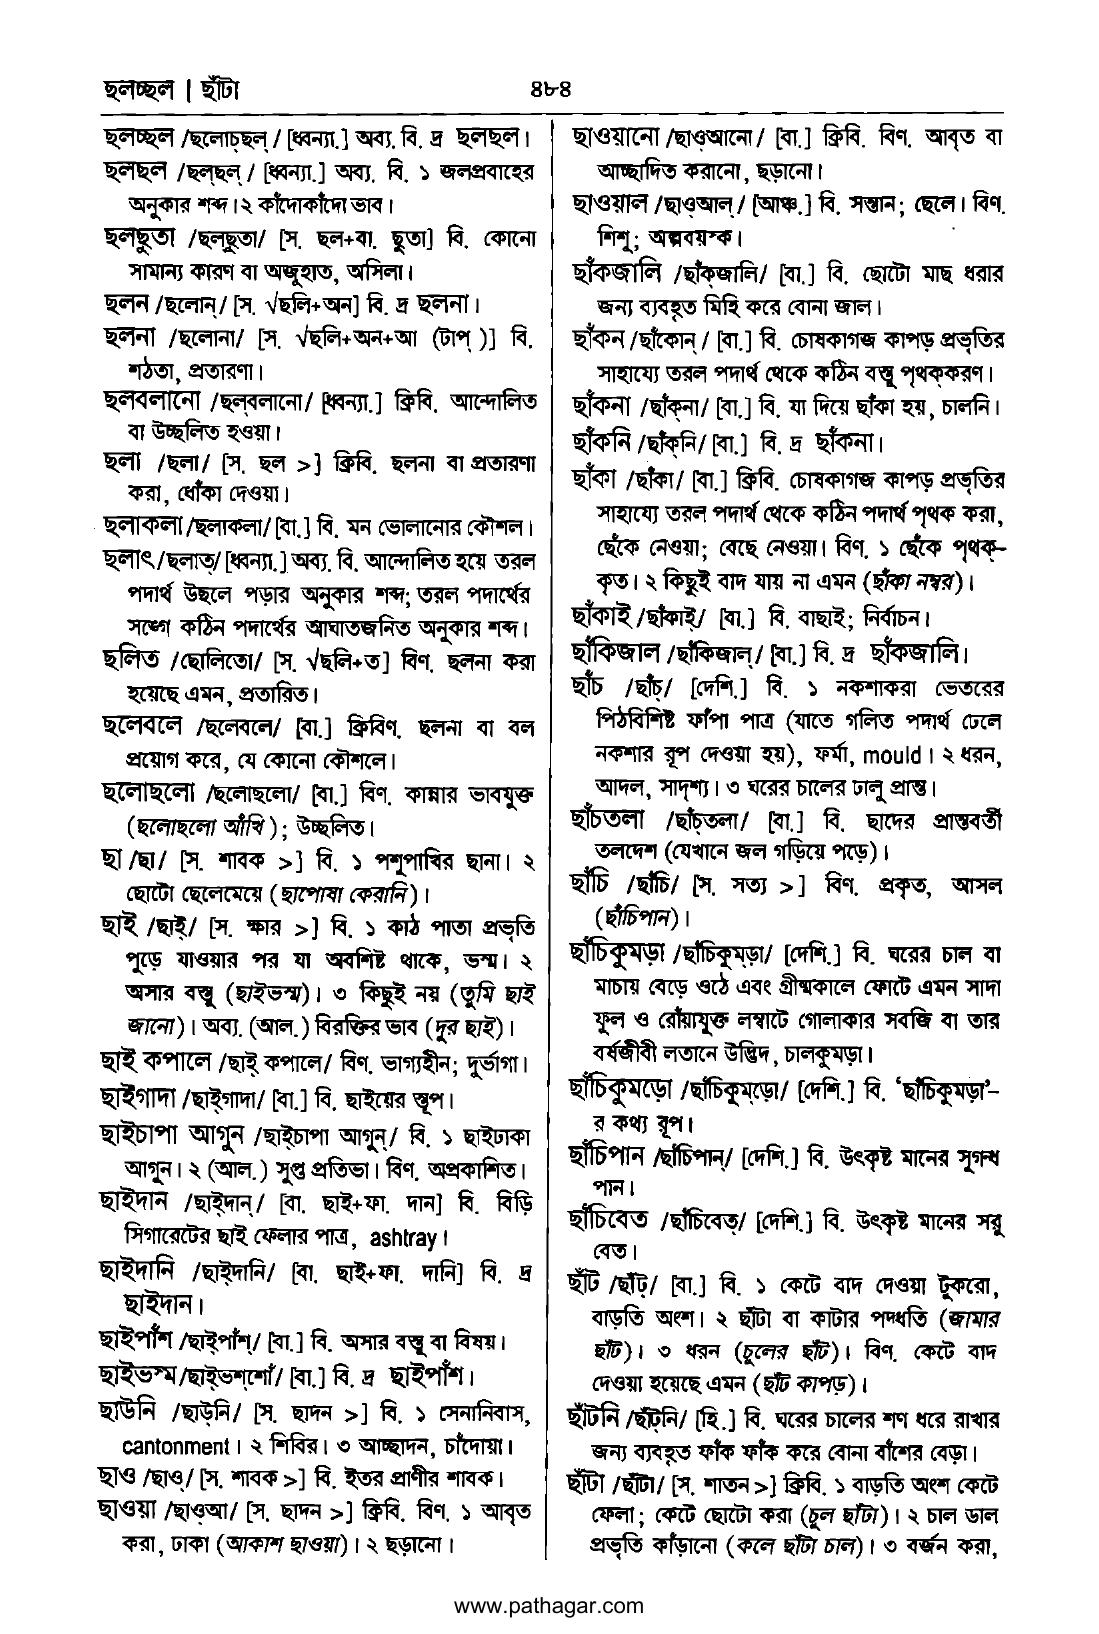 ছলচ্ছল | ছাঁটা
৪৮৪
ছলচ্ছল /ছলোচ্‌ছল্‌ / [ধ্বন্যা.] অব্য. বি. দ্র ছলছল।
ছলছল /ছল্‌ছল্‌ / [ধ্বন্যা.] অব্য. বি. ১ জলপ্রবাহের
অনুকার শব্দ। ২ কাঁদোকাঁদো ভাব।
ছলছুতা /ছল্‌ছুতা/ [স. ছল+বা. ছুতা] বি. কোনো
সামান্য কারণ বা অজুহাত, অসিলা।
ছলন /ছলোন্‌/ [স. √ছলি+অন] বি. দ্র ছলনা।
ছলনা /ছলোনা/ [স. √ছলি+অন+আ (টাপ্‌ )] বি.
শঠতা, প্রতারণা।
ছলবলানো /ছল্‌বলানো/ [ধ্বন্যা.] ক্রিবি. আন্দোলিত
বা উচ্ছলিত হওয়া।
ছলা /ছলা/ [স. ছল >] ক্রিবি. ছলনা বা প্রতারণা
করা, ধোঁকা দেওয়া।
ছলাকলা /ছলাকলা/ [বা.] বি. মন ভোলানোর কৌশল।
ছলাৎ /ছলাত্‌/ [ধ্বন্যা.] অব্য. বি. আন্দোলিত হয়ে তরল
পদার্থ উছলে পড়ার অনুকার শব্দ; তরল পদার্থের
সঙ্গে কঠিন পদার্থের আঘাতজনিত অনুকার শব্দ।
ছলিত /ছোলিতো/ [স. √ছলি+ত] বিণ. ছলনা করা
হয়েছে এমন, প্রতারিত।
ছলেবলে /ছলেবলে/ [বা.] ক্রিবিণ. ছলনা বা বল
প্রয়োগ করে, যে কোনো কৌশলে।
ছলোছলো /ছলোছলো/ [বা.] বিণ. কান্নার ভাবযুক্ত
(ছলোছলো আঁখি); উচ্ছলিত।
ছা /ছা/ [স. শাবক >] বি. ১ পশুপাখির ছানা। ২
ছোটো ছেলেমেয়ে (ছাপোষা কেরানি)।
ছাই /ছাই্‌/ [স. ক্ষার >] বি. ১ কাঠ পাতা প্রভৃতি
পুড়ে যাওয়ার পর যা অবশিষ্ট থাকে, ভস্ম। ২
অসার বস্তু (ছাইভস্ম)। ৩ কিছুই নয় (তুমি ছাই
জানো)। অব্য. (আল.) বিরক্তির ভাব (দুর ছাই)।
ছাই কপালে /ছাই্‌ কপালে/ বিণ. ভাগ্যহীন; দুর্ভাগা।
ছাইগাদা /ছাই্‌গাদা/ [বা.] বি. ছাইয়ের স্তূপ।
ছাইচাপা আগুন /ছাই্‌চাপা আগুন্‌/ বি. ১ ছাইঢাকা
আগুন। ২ (আল.) সুপ্ত প্রতিভা। বিণ. অপ্রকাশিত।
ছাইদান /ছাই্‌দান্‌/ [বা. ছাই+ফা. দান] বি. বিড়ি
সিগারেটের ছাই ফেলার পাত্র, ashtray।
ছাইদানি /ছাই্‌দানি/ [বা. ছাই+ফা. দানি] বি. দ্র
ছাইদান।
ছাইপাঁশ /ছাই্‌পাঁশ্‌/ [বা.] বি. অসার বস্তু বা বিষয়।
ছাইভস্ম /ছাই্‌ভশ্‌শোঁ/ [বা.] বি. দ্র ছাইপাঁশ।
ছাউনি /ছাউ্‌নি/ [স. ছাদন >] বি. ১ সেনানিবাস,
cantonment। ২ শিবির। ৩ আচ্ছাদন, চাঁদোয়া।
ছাও /ছাও্‌/ [স. শাবক >] বি. ইতর প্রাণীর শাবক।
ছাওয়া /ছাওআ/ [স. ছাদন >] ক্রিবি. বিণ. ১ আবৃত
করা, ঢাকা (আকাশ ছাওয়া)। ২ ছড়ানো।
ছাওয়ানো /ছাও্‌আনো/ [বা.] ক্রিবি. বিণ. আবৃত বা
আচ্ছাদিত করানো, ছড়ানো।
ছাওয়াল /ছাও্‌আল্‌/ [আঞ্চ.] বি. সন্তান; ছেলে। বিণ.
শিশু; অল্পবয়স্ক।
ছাঁকজালি /ছাঁক্‌জালি/ [বা.] বি. ছোটো মাছ ধরার
জন্য ব্যবহৃত মিহি করে বোনা জাল।
ছাঁকন /ছাঁকোন্‌ / [বা.] বি. চোষকাগজ কাপড় প্রভৃতির
সাহায্যে তরল পদার্থ থেকে কঠিন বস্তু পৃথক্‌করণ।
ছাঁকনা /ছাঁক্‌না/ [বা.] বি. যা দিয়ে ছাঁকা হয়, চালনি।
ছাঁকনি /ছাঁক্‌নি/ [বা.] বি. দ্র ছাঁকনা।
ছাঁকা /ছাঁকা/ [বা.] ক্রিবি. চোষকাগজ কাপড় প্রভৃতির
সাহায্যে তরল পদার্থ থেকে কঠিন পদার্থ পৃথক করা,
ছেঁকে নেওয়া; বেছে নেওয়া। বিণ. ১ ছেঁকে পৃথক্‌-
কৃত। ২ কিছুই বাদ যায় না এমন (ছাঁকা নম্বর)।
ছাঁকাই /ছাঁকাই্‌/ [বা.] বি. বাছাই; নির্বাচন।
ছাঁকিজাল /ছাঁকিজাল্‌/ [বা.] বি. দ্র ছাঁকজালি।
ছাঁচ /ছাঁচ্‌/ [দেশি.] বি. ১ নকশাকরা ভেতরের
পিঠবিশিষ্ট ফাঁপা পাত্র (যাতে গলিত পদার্থ ঢেলে
নকশার রূপ দেওয়া হয়), ফর্মা, mould। ২ ধরন,
আদল, সাদৃশ্য। ৩ ঘরের চালের ঢালু প্রান্ত।
ছাঁচতলা /ছাঁচ্‌তলা/ [বা.] বি. ছাদের প্রান্তবর্তী
তলদেশ (যেখানে জল গড়িয়ে পড়ে)।
ছাঁচি /ছাঁচি/ [স. সত্য >] বিণ. প্রকৃত, আসল
(ছাঁচিপান)।
ছাঁচিকুমড়া /ছাঁচিকুম্‌ড়া/ [দেশি.] বি. ঘরের চাল বা
মাচায় বেড়ে ওঠে এবং গ্রীষ্মকালে ফোটে এমন সাদা
ফুল ও রোঁয়াযুক্ত লম্বাটে গোলাকার সবজি বা তার
বর্ষজীবী লতানে উদ্ভিদ, চালকুমড়া।
ছাঁচিকুমড়ো /ছাঁচিকুম্‌ড়ো/ [দেশি.] বি. ‘ছাঁচিকুমড়া’-
র কথ্য রূপ।
ছাঁচিপান /ছাঁচিপান্‌/ [দেশি.] বি. উৎকৃষ্ট মানের সুগন্ধ
পান।
ছাঁচিবেত /ছাঁচিবেত্‌/ [দেশি.] বি. উৎকৃষ্ট মানের সরু
বেত।
ছাঁট /ছাঁট্‌/ [বা.] বি. ১ কেটে বাদ দেওয়া টুকরো,
বাড়তি অংশ। ২ ছাঁটা বা কাটার পদ্ধতি (জামার
ছাঁট)। ৩ ধরন (চুলের ছাঁট)। বিণ. কেটে বাদ
দেওয়া হয়েছে এমন (ছাঁট কাপড়)।
ছাঁটনি /ছাঁট্‌নি/ [হি.] বি. ঘরের চালের শণ ধরে রাখার
জন্য ব্যবহৃত ফাঁক ফাঁক করে বোনা বাঁশের বেড়া।
ছাঁটা /ছাঁটা/ [স. শাতন >] ক্রিবি. ১ বাড়তি অংশ কেটে
ফেলা; কেটে ছোটো করা (চুল ছাঁটা)। ২ চাল ডাল
প্রভৃতি কাঁড়ানো (কলে ছাঁটা চাল)। ৩ বর্জন করা,
www.pathagar.com